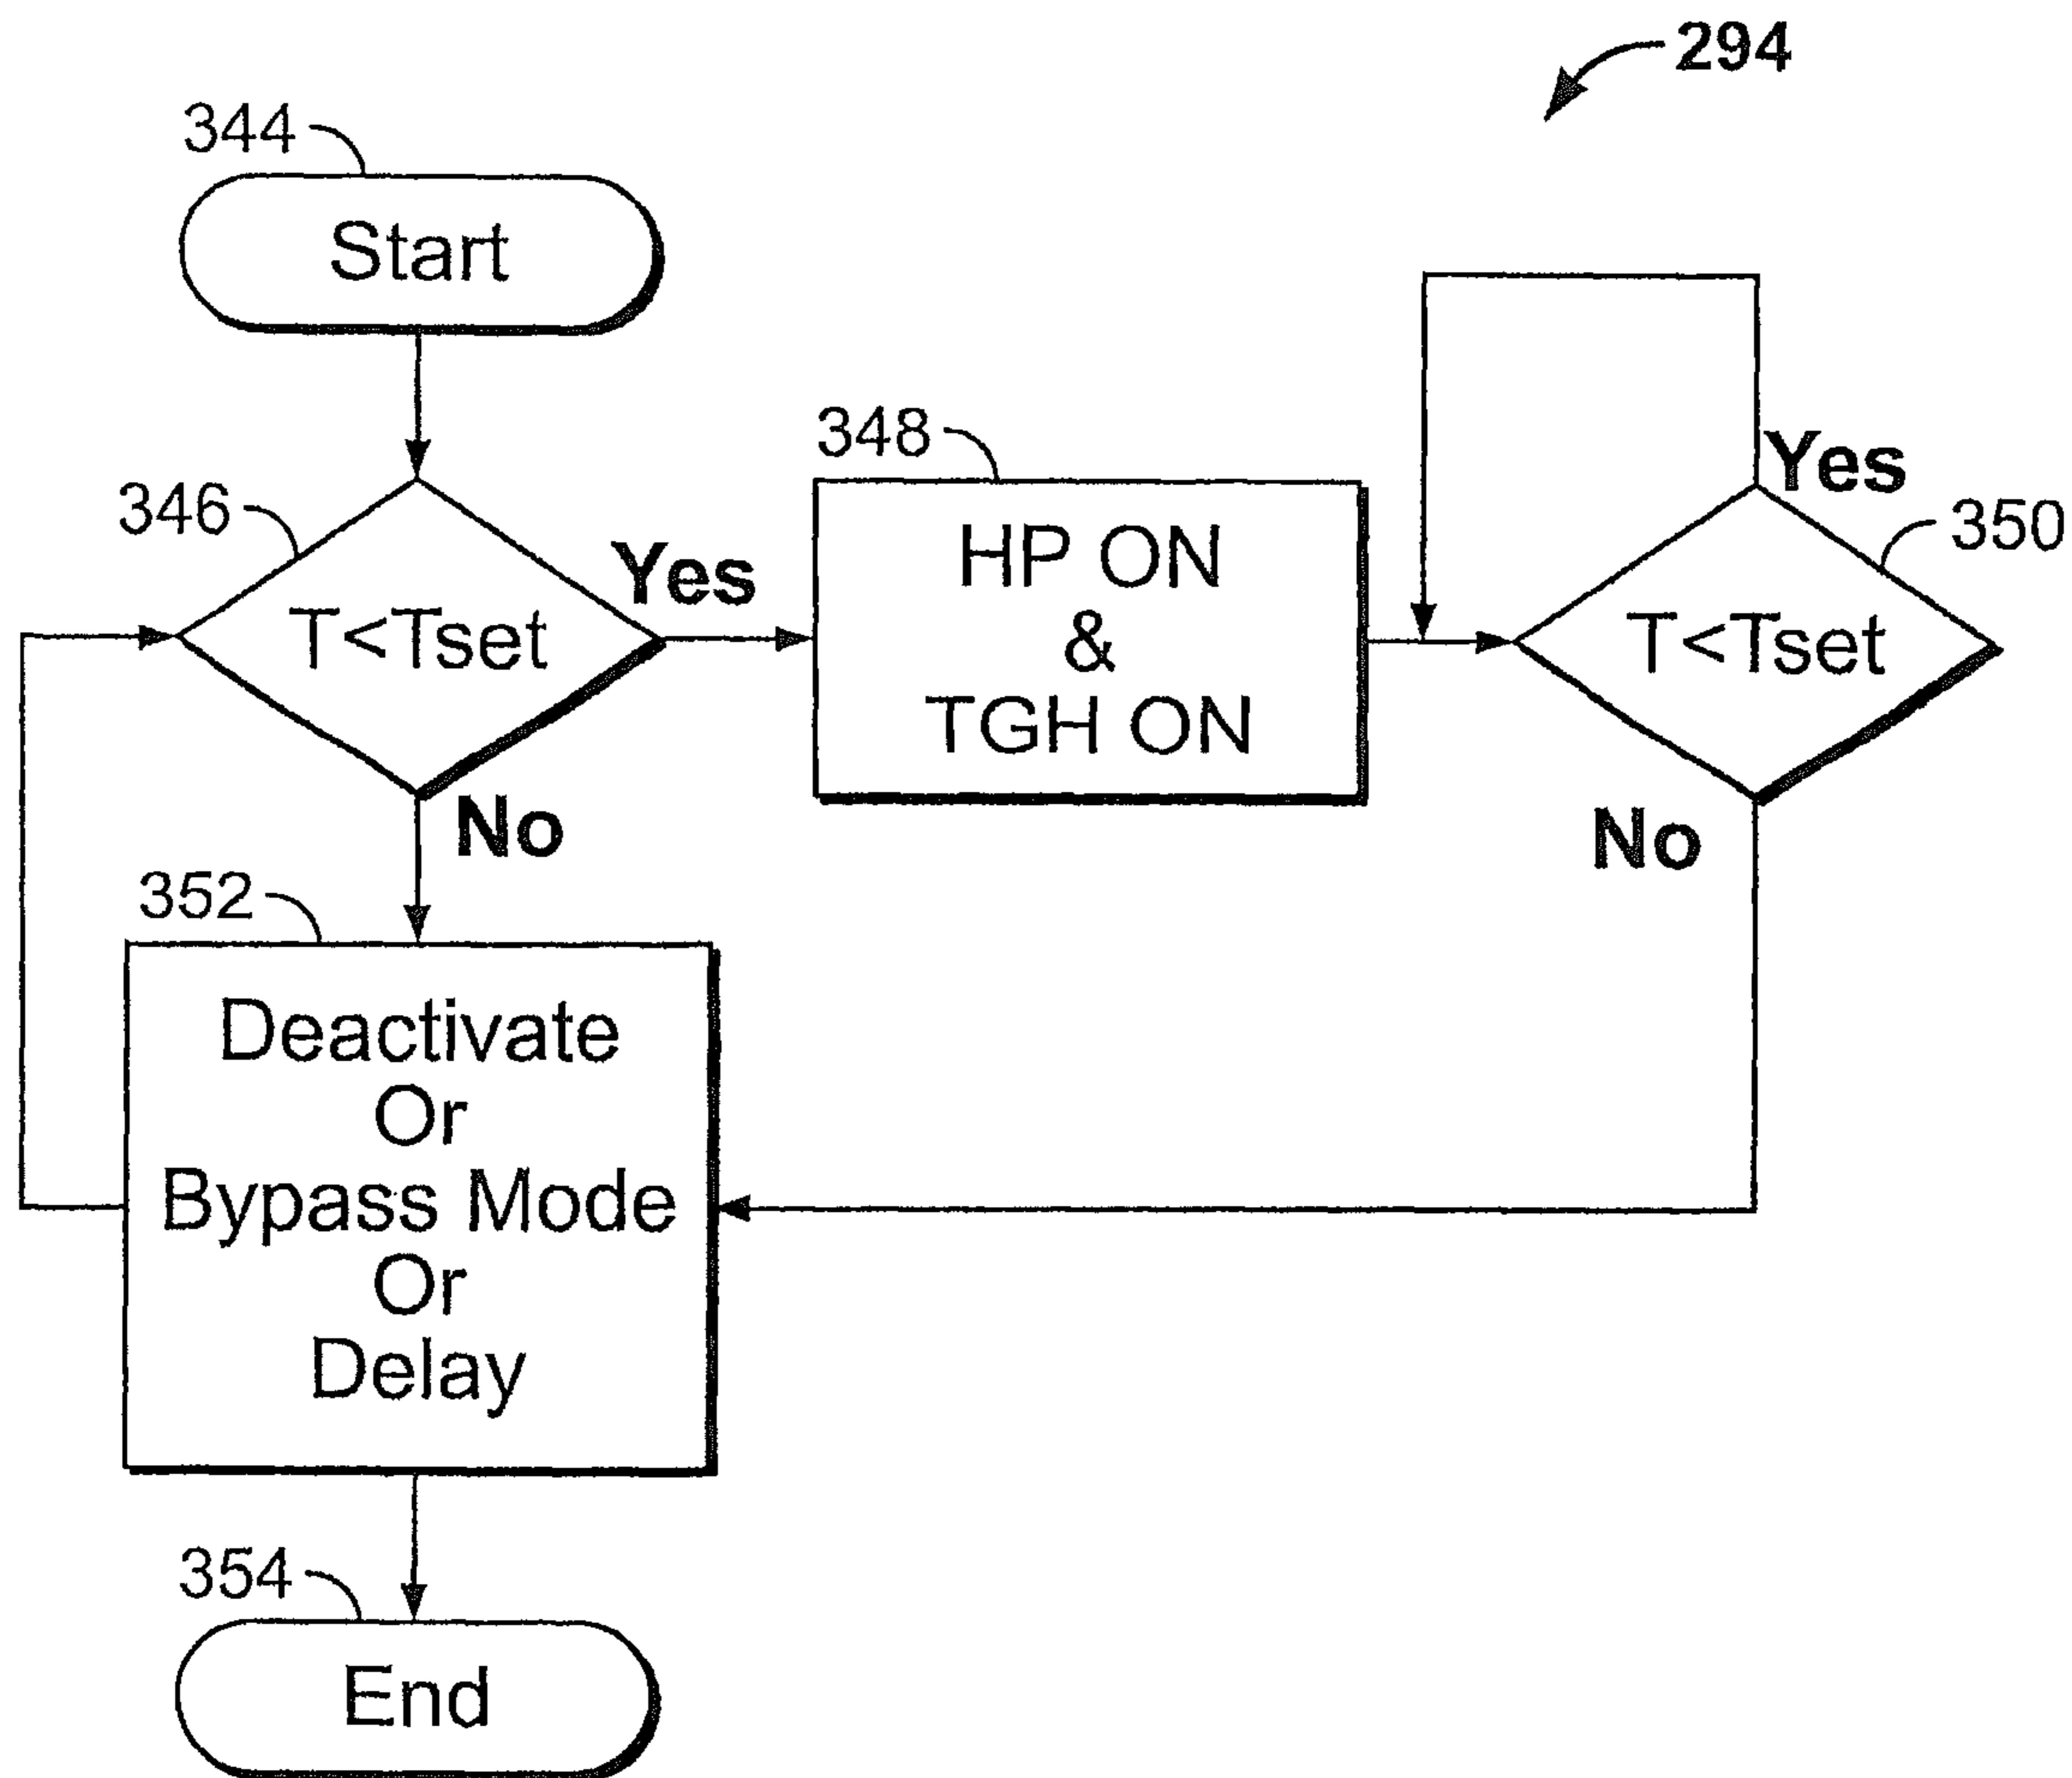 294
344
Start
346
T<Tset
Yes
No
348
HP ON
&
TGH ON
Yes
350
T<Tset
No
352
Deactivate
Or
Bypass Mode
Or
Delay
354
End